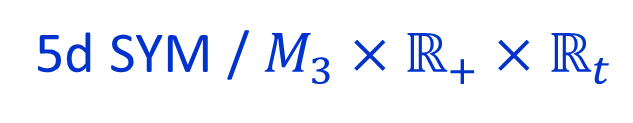 5d SYM / M₃ × ℝ₊ × ℝₜ